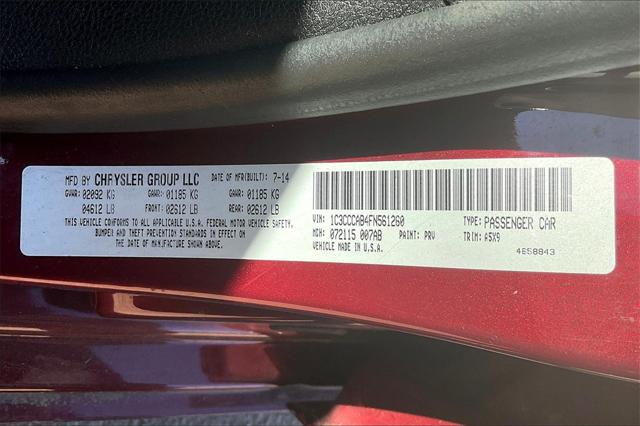 MFD BY CHRYSLER GROUP LLC DATE OF MFR(BUILT): 7-14
GVWR: 02092 KG GAWR: 01185 KG GAWR: 01185 KG
04612 LB FRONT: 02612 LB REAR: 02612 LB
THIS VEHICLE CONFORMS TO ALL APPLICABLE U.S.A. FEDERAL MOTOR VEHICLE SAFETY,
BUMPER AND THEFT PREVENTION STANDARDS IN EFFECT ON
THE DATE OF MANUFACTURE SHOWN ABOVE.
VIN: 1C3CCCAB4FN561260 TYPE: PASSENGER CAR
MDH: 072115 007AB PAINT: PRV TRIM: A5X9
VEHICLE MADE IN U.S.A. 4658843